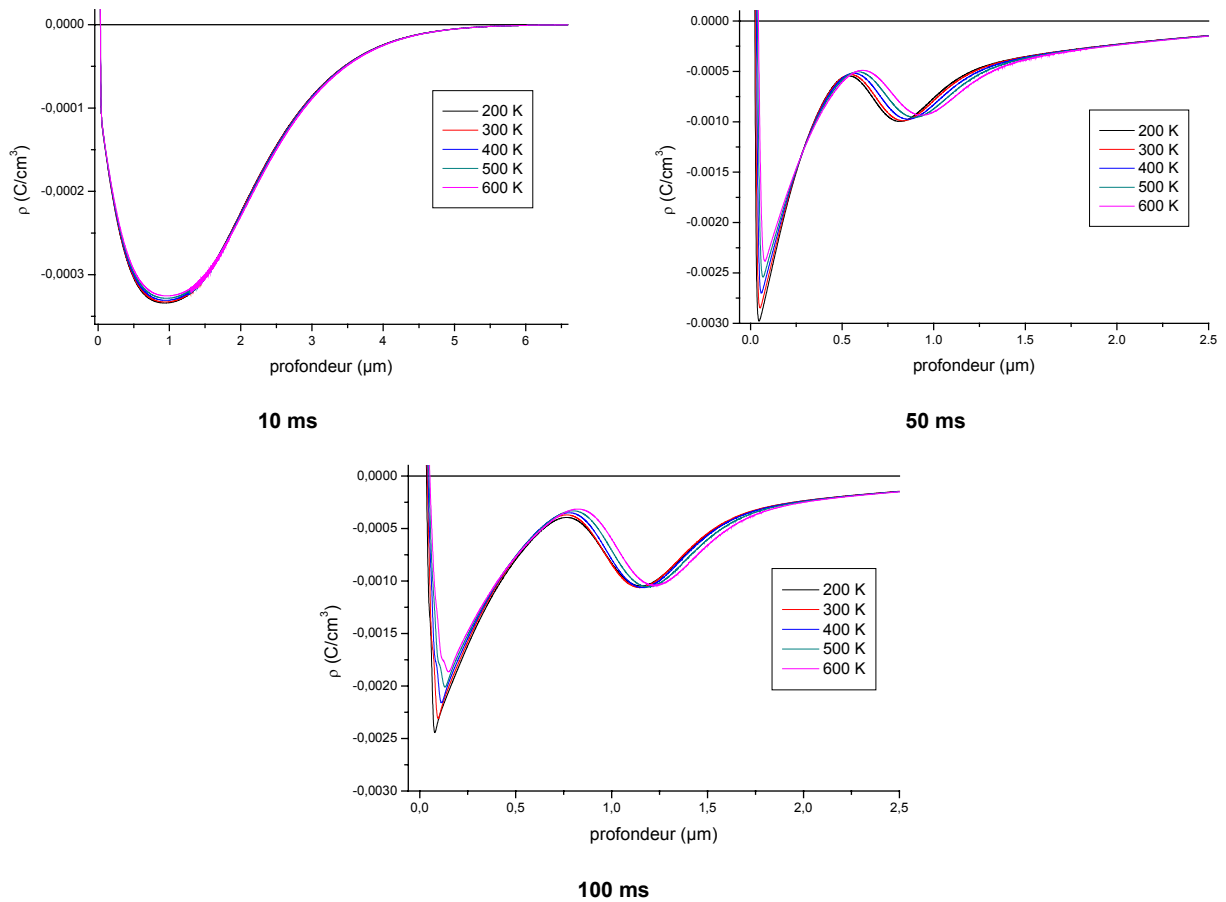 0,0000
-0,0001
-0,0002
-0,0003
ρ (C/cm³)
0 1 2 3 4 5 6
profondeur (µm)
200 K
300 K
400 K
500 K
600 K
10 ms
0.0000
-0.0005
-0.0010
-0.0015
-0.0020
-0.0025
-0.0030
ρ (C/cm³)
0.0 0.5 1.0 1.5 2.0 2.5
profondeur (µm)
200 K
300 K
400 K
500 K
600 K
50 ms
0,0000
-0,0005
-0,0010
-0,0015
-0,0020
-0,0025
-0,0030
ρ (C/cm³)
0,0 0,5 1,0 1,5 2,0 2,5
profondeur (µm)
200 K
300 K
400 K
500 K
600 K
100 ms